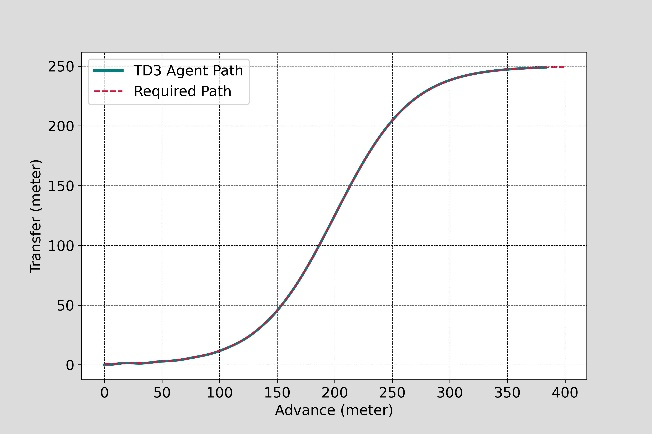 TD3 Agent Path
Required Path
250
200
150
100
50
0
Transfer (meter)
0 50 100 150 200 250 300 350 400
Advance (meter)